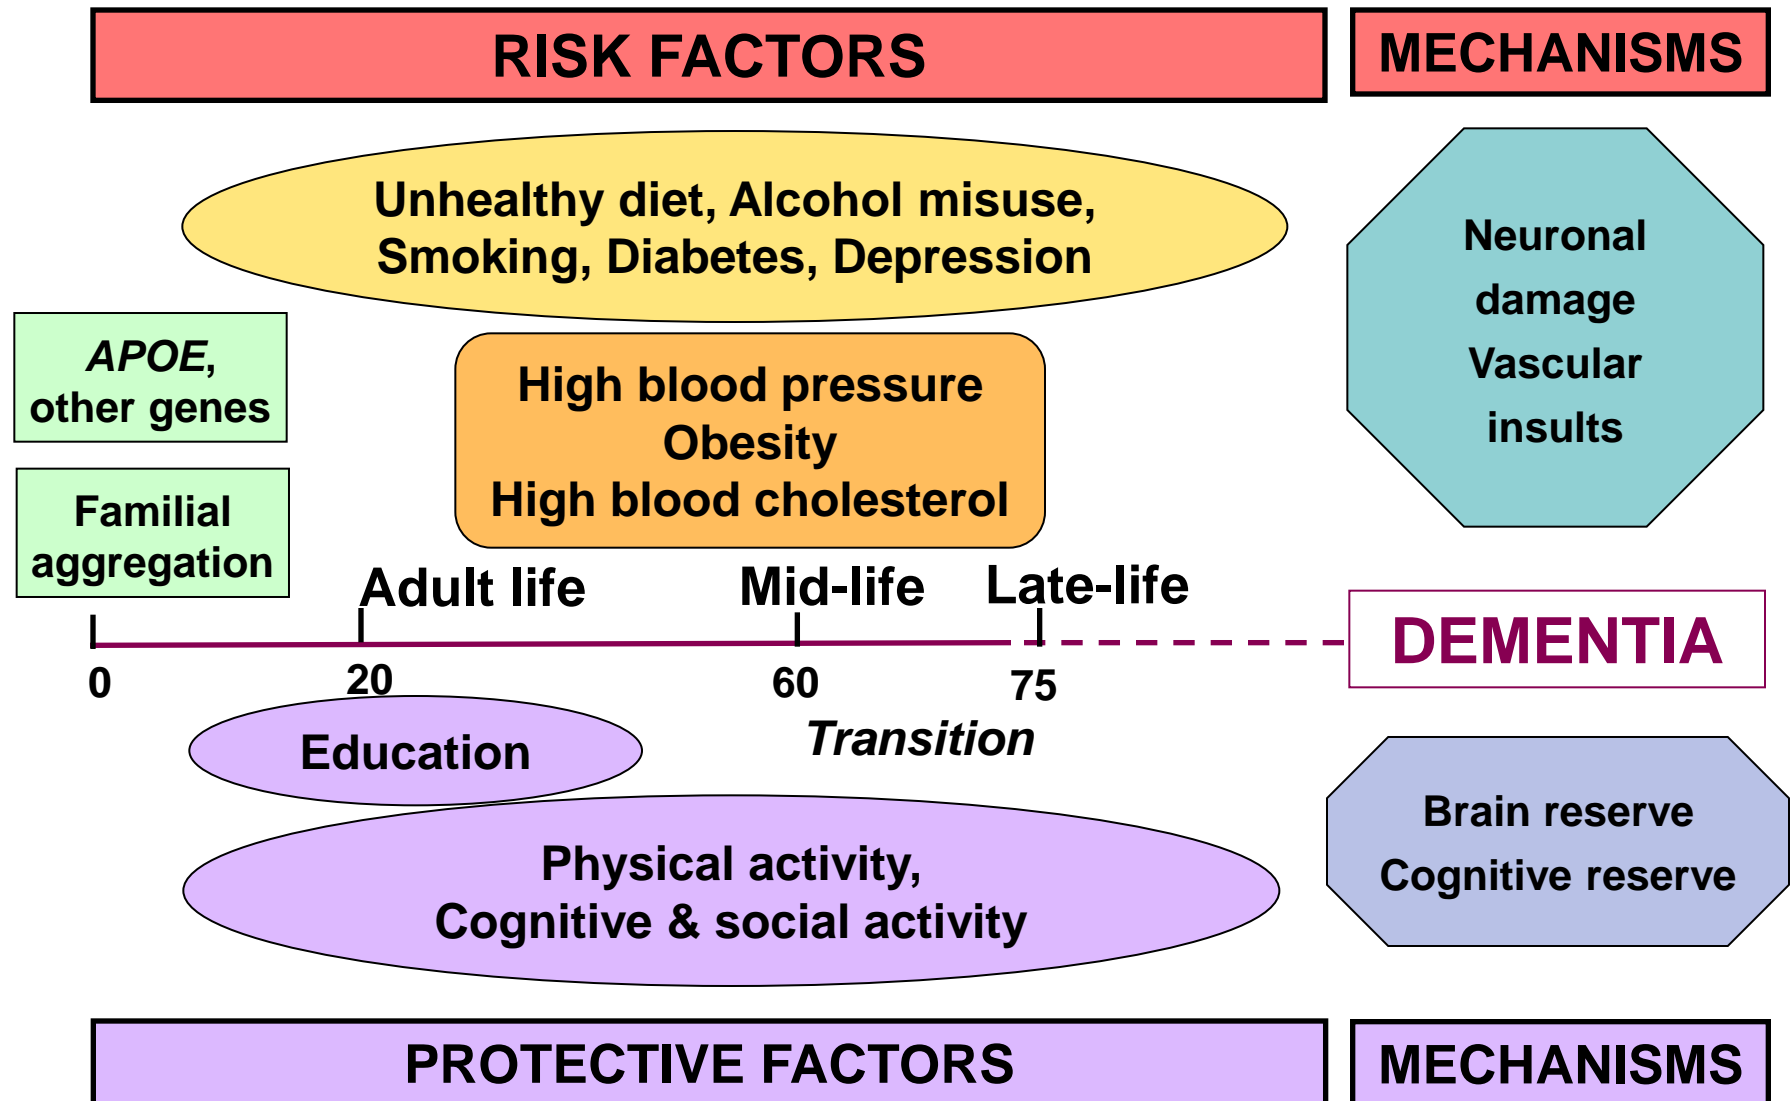 RISK FACTORS
MECHANISMS
Unhealthy diet, Alcohol misuse,
Smoking, Diabetes, Depression
Neuronal
damage
Vascular
insults
APOE,
other genes
High blood pressure
Obesity
High blood cholesterol
Familial
aggregation
Adult life
Mid-life
Late-life
DEMENTIA
0
20
60
75
Transition
Education
Physical activity,
Cognitive & social activity
Brain reserve
Cognitive reserve
PROTECTIVE FACTORS
MECHANISMS